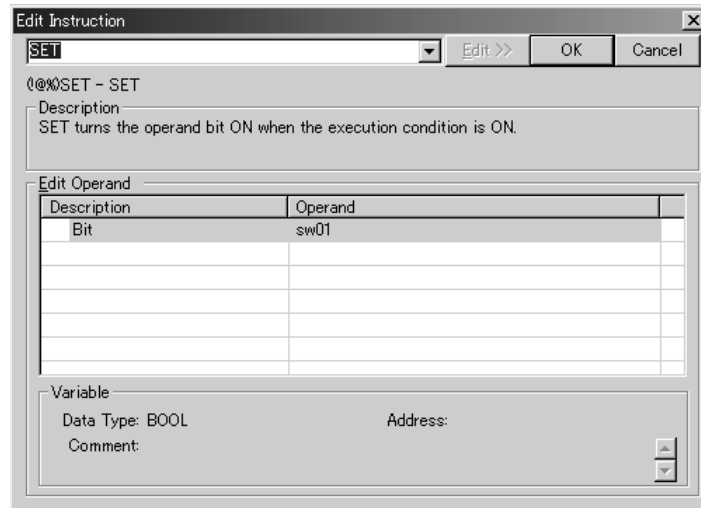 Edit Instruction
SET
Edit >>
OK
Cancel
(!@%)SET - SET
Description
SET turns the operand bit ON when the execution condition is ON.
Edit Operand
Description Operand
Bit sw01
Variable
Data Type: BOOL Address:
Comment: